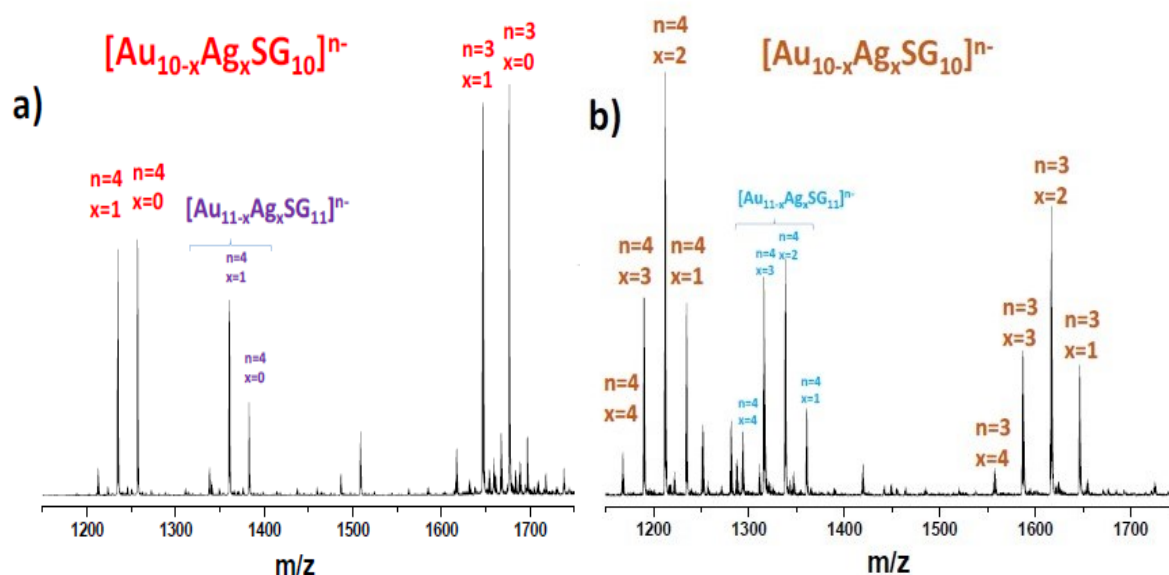 [Au10-xAgxSG10]n-
a)
n=4
x=1
n=4
x=0
[Au11-xAgxSG11]n-
n=4
x=1
n=4
x=0
n=3
x=1
n=3
x=0
1200 1300 1400 1500 1600 1700
m/z
[Au10-xAgxSG10]n-
b)
n=4
x=2
n=4
x=3
n=4
x=1
n=4
x=4
[Au11-xAgxSG11]n-
n=4
x=3
n=4
x=2
n=4
x=4
n=4
x=1
n=3
x=2
n=3
x=3
n=3
x=1
n=3
x=4
1200 1300 1400 1500 1600 1700
m/z